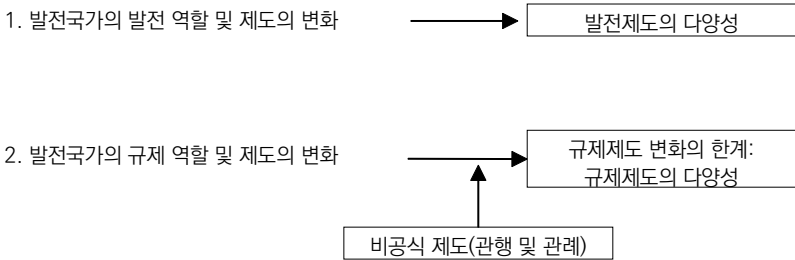 1. 발전국가의 발전 역할 및 제도의 변화
발전제도의 다양성
2. 발전국가의 규제 역할 및 제도의 변화
규제제도 변화의 한계:
규제제도의 다양성
비공식 제도(관행 및 관례)